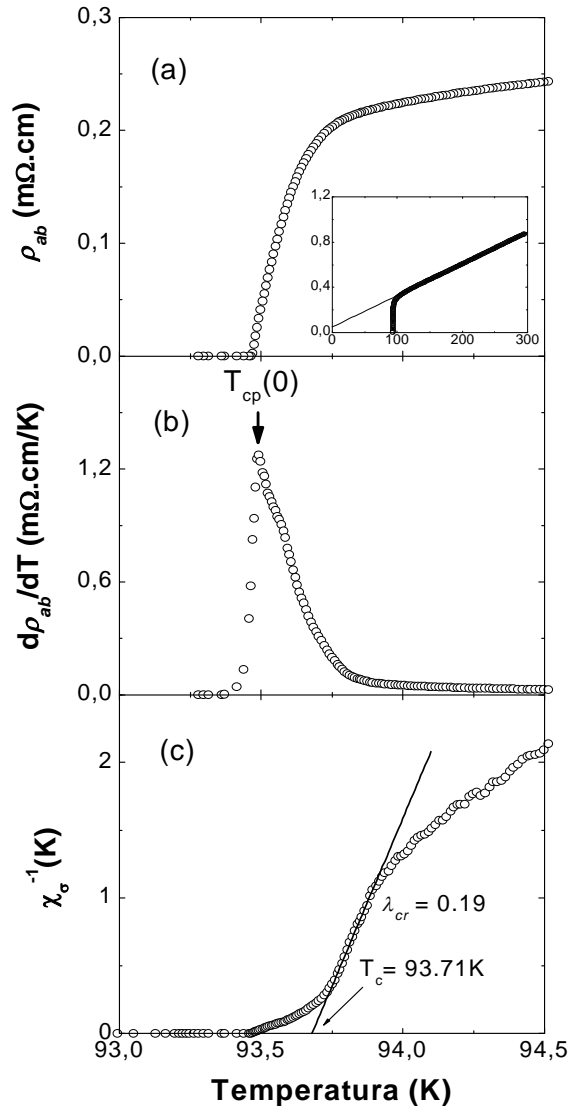 0,3
(a)
0,2
ρab (mΩ.cm)
0,1
0,0
1,2
0,8
0,4
0,0
0 100 200 300
Tcp(0)
(b)
1,2
dρab/dT (mΩ.cm/K)
0,6
0,0
(c)
2
χσ-1(K)
1
λcr = 0.19
Tc= 93.71K
0
93,0 93,5 94,0 94,5
Temperatura (K)